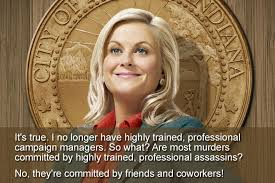 CITY OF
INDIANA
It's true. I no longer have highly trained, professional
campaign managers. So what? Are most murders
committed by highly trained, professional assassins?
No, they're committed by friends and coworkers!